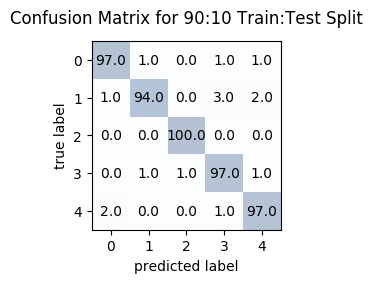 Confusion Matrix for 90:10 Train:Test Split
0 97.0 1.0 0.0 1.0 1.0
1 1.0 94.0 0.0 3.0 2.0
2 0.0 0.0 100.0 0.0 0.0
3 0.0 1.0 1.0 97.0 1.0
4 2.0 0.0 0.0 1.0 97.0
0 1 2 3 4
true label
predicted label